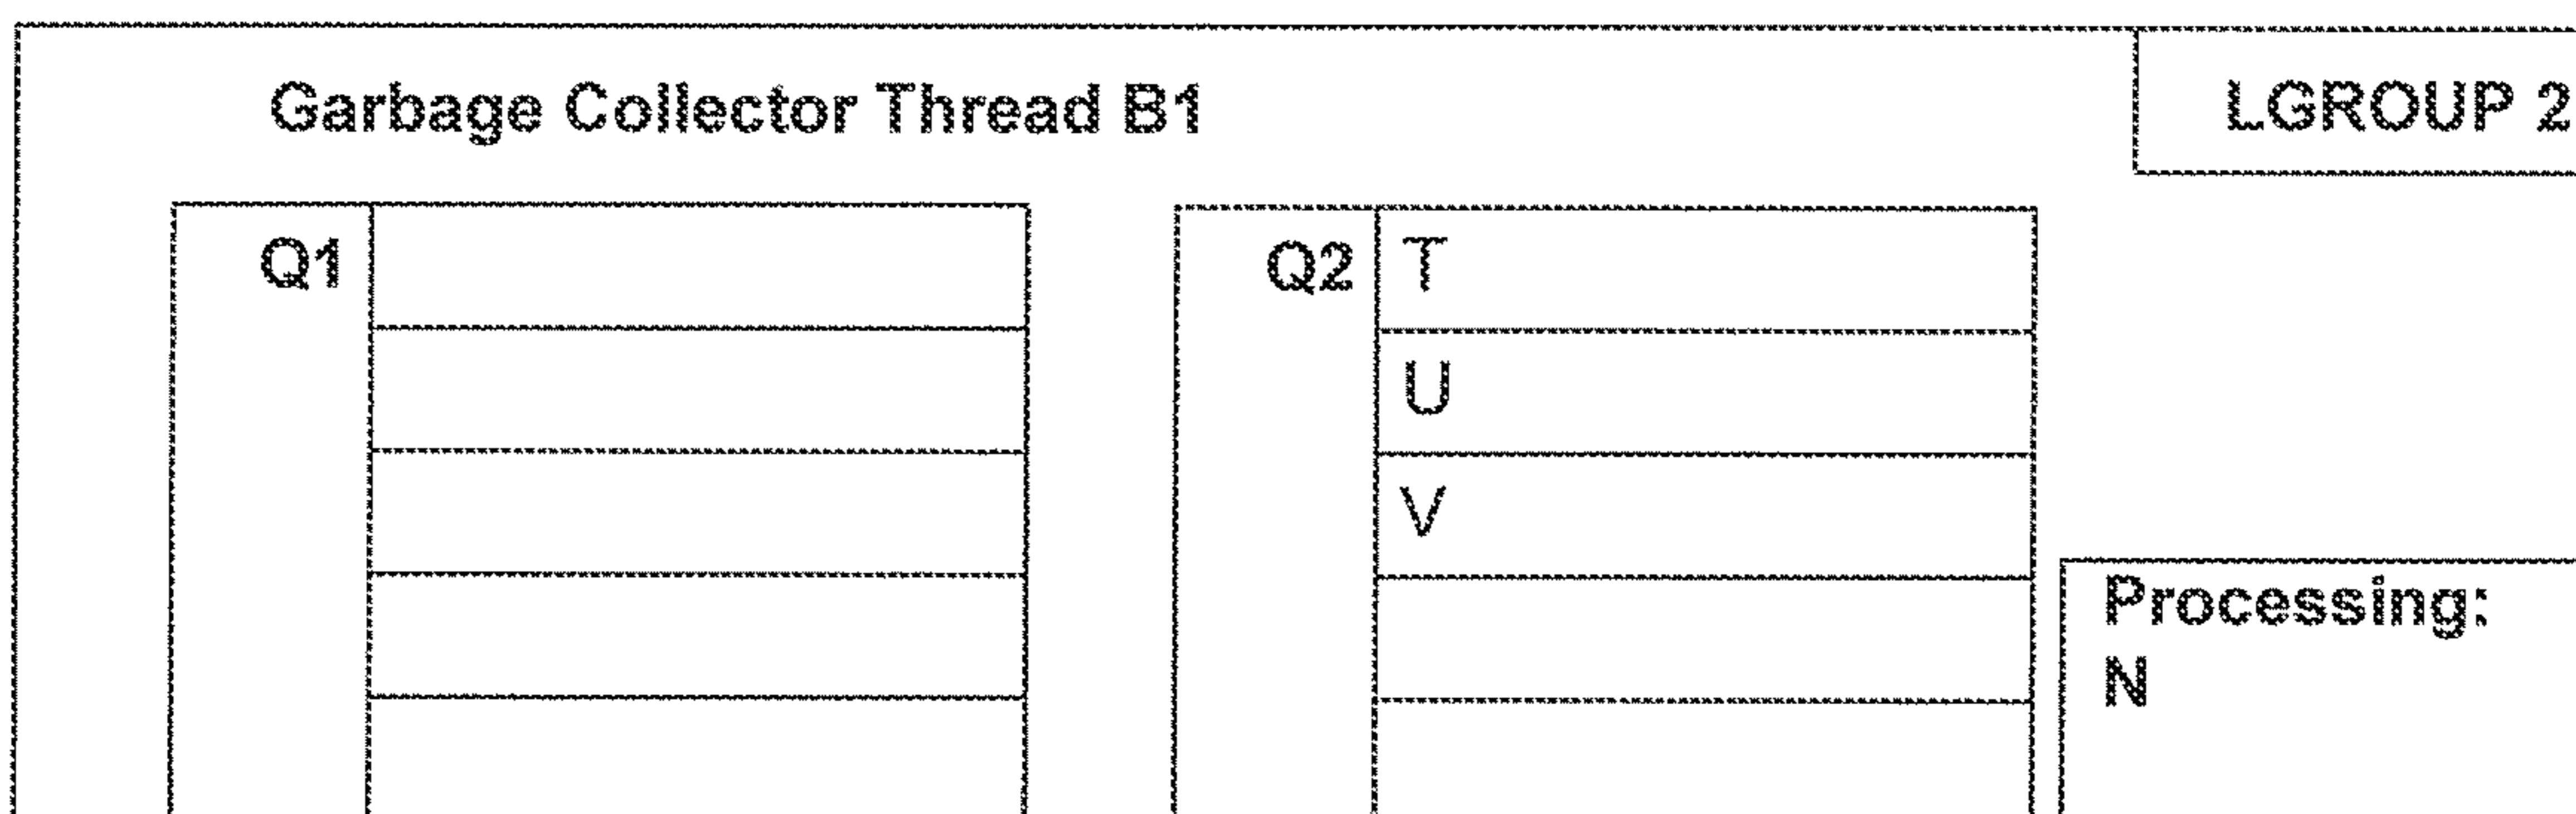 Garbage Collector Thread B1
LGROUP 2
Q1
Q2
T
U
V
Processing:
N